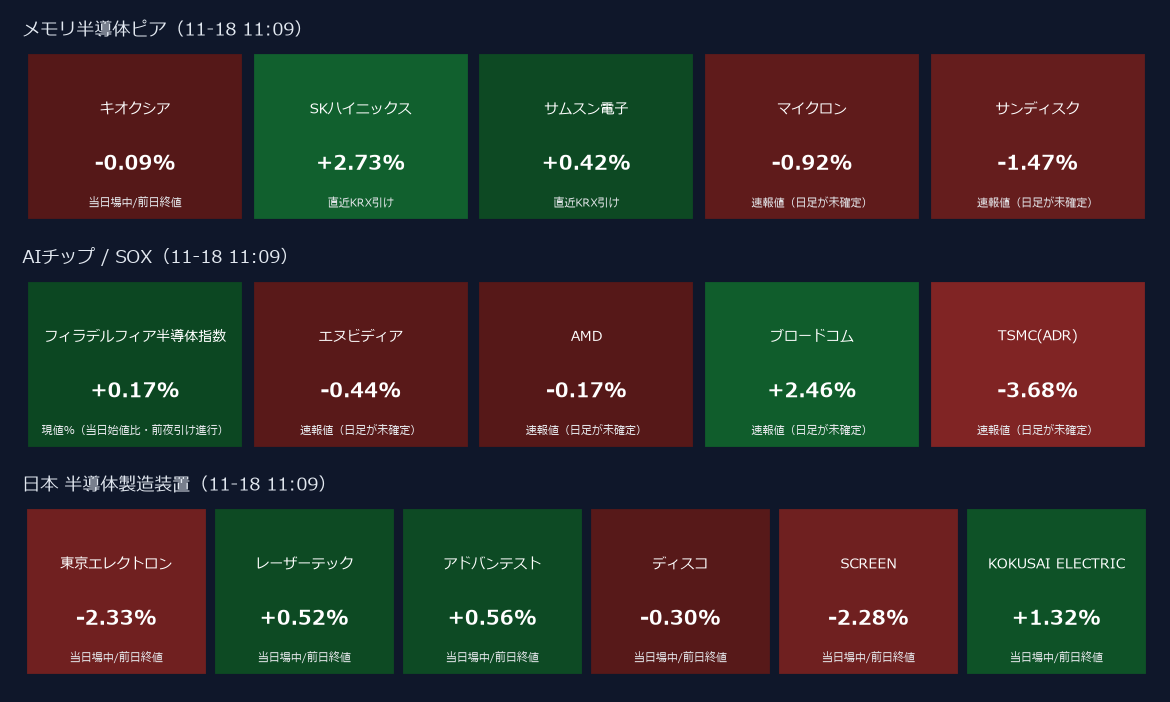 メモリ半導体ピア（11-18 11:09）
キオクシア
-0.09%
当日場中/前日終値
SKハイニックス
+2.73%
直近KRX引け
サムスン電子
+0.42%
直近KRX引け
マイクロン
-0.92%
速報値（日足が未確定）
サンディスク
-1.47%
速報値（日足が未確定）
AIチップ / SOX（11-18 11:09）
フィラデルフィア半導体指数
+0.17%
現値%（当日始値比・前夜引け進行）
エヌビディア
-0.44%
速報値（日足が未確定）
AMD
-0.17%
速報値（日足が未確定）
ブロードコム
+2.46%
速報値（日足が未確定）
TSMC(ADR)
-3.68%
速報値（日足が未確定）
日本 半導体製造装置（11-18 11:09）
東京エレクトロン
-2.33%
当日場中/前日終値
レーザーテック
+0.52%
当日場中/前日終値
アドバンテスト
+0.56%
当日場中/前日終値
ディスコ
-0.30%
当日場中/前日終値
SCREEN
-2.28%
当日場中/前日終値
KOKUSAI ELECTRIC
+1.32%
当日場中/前日終値